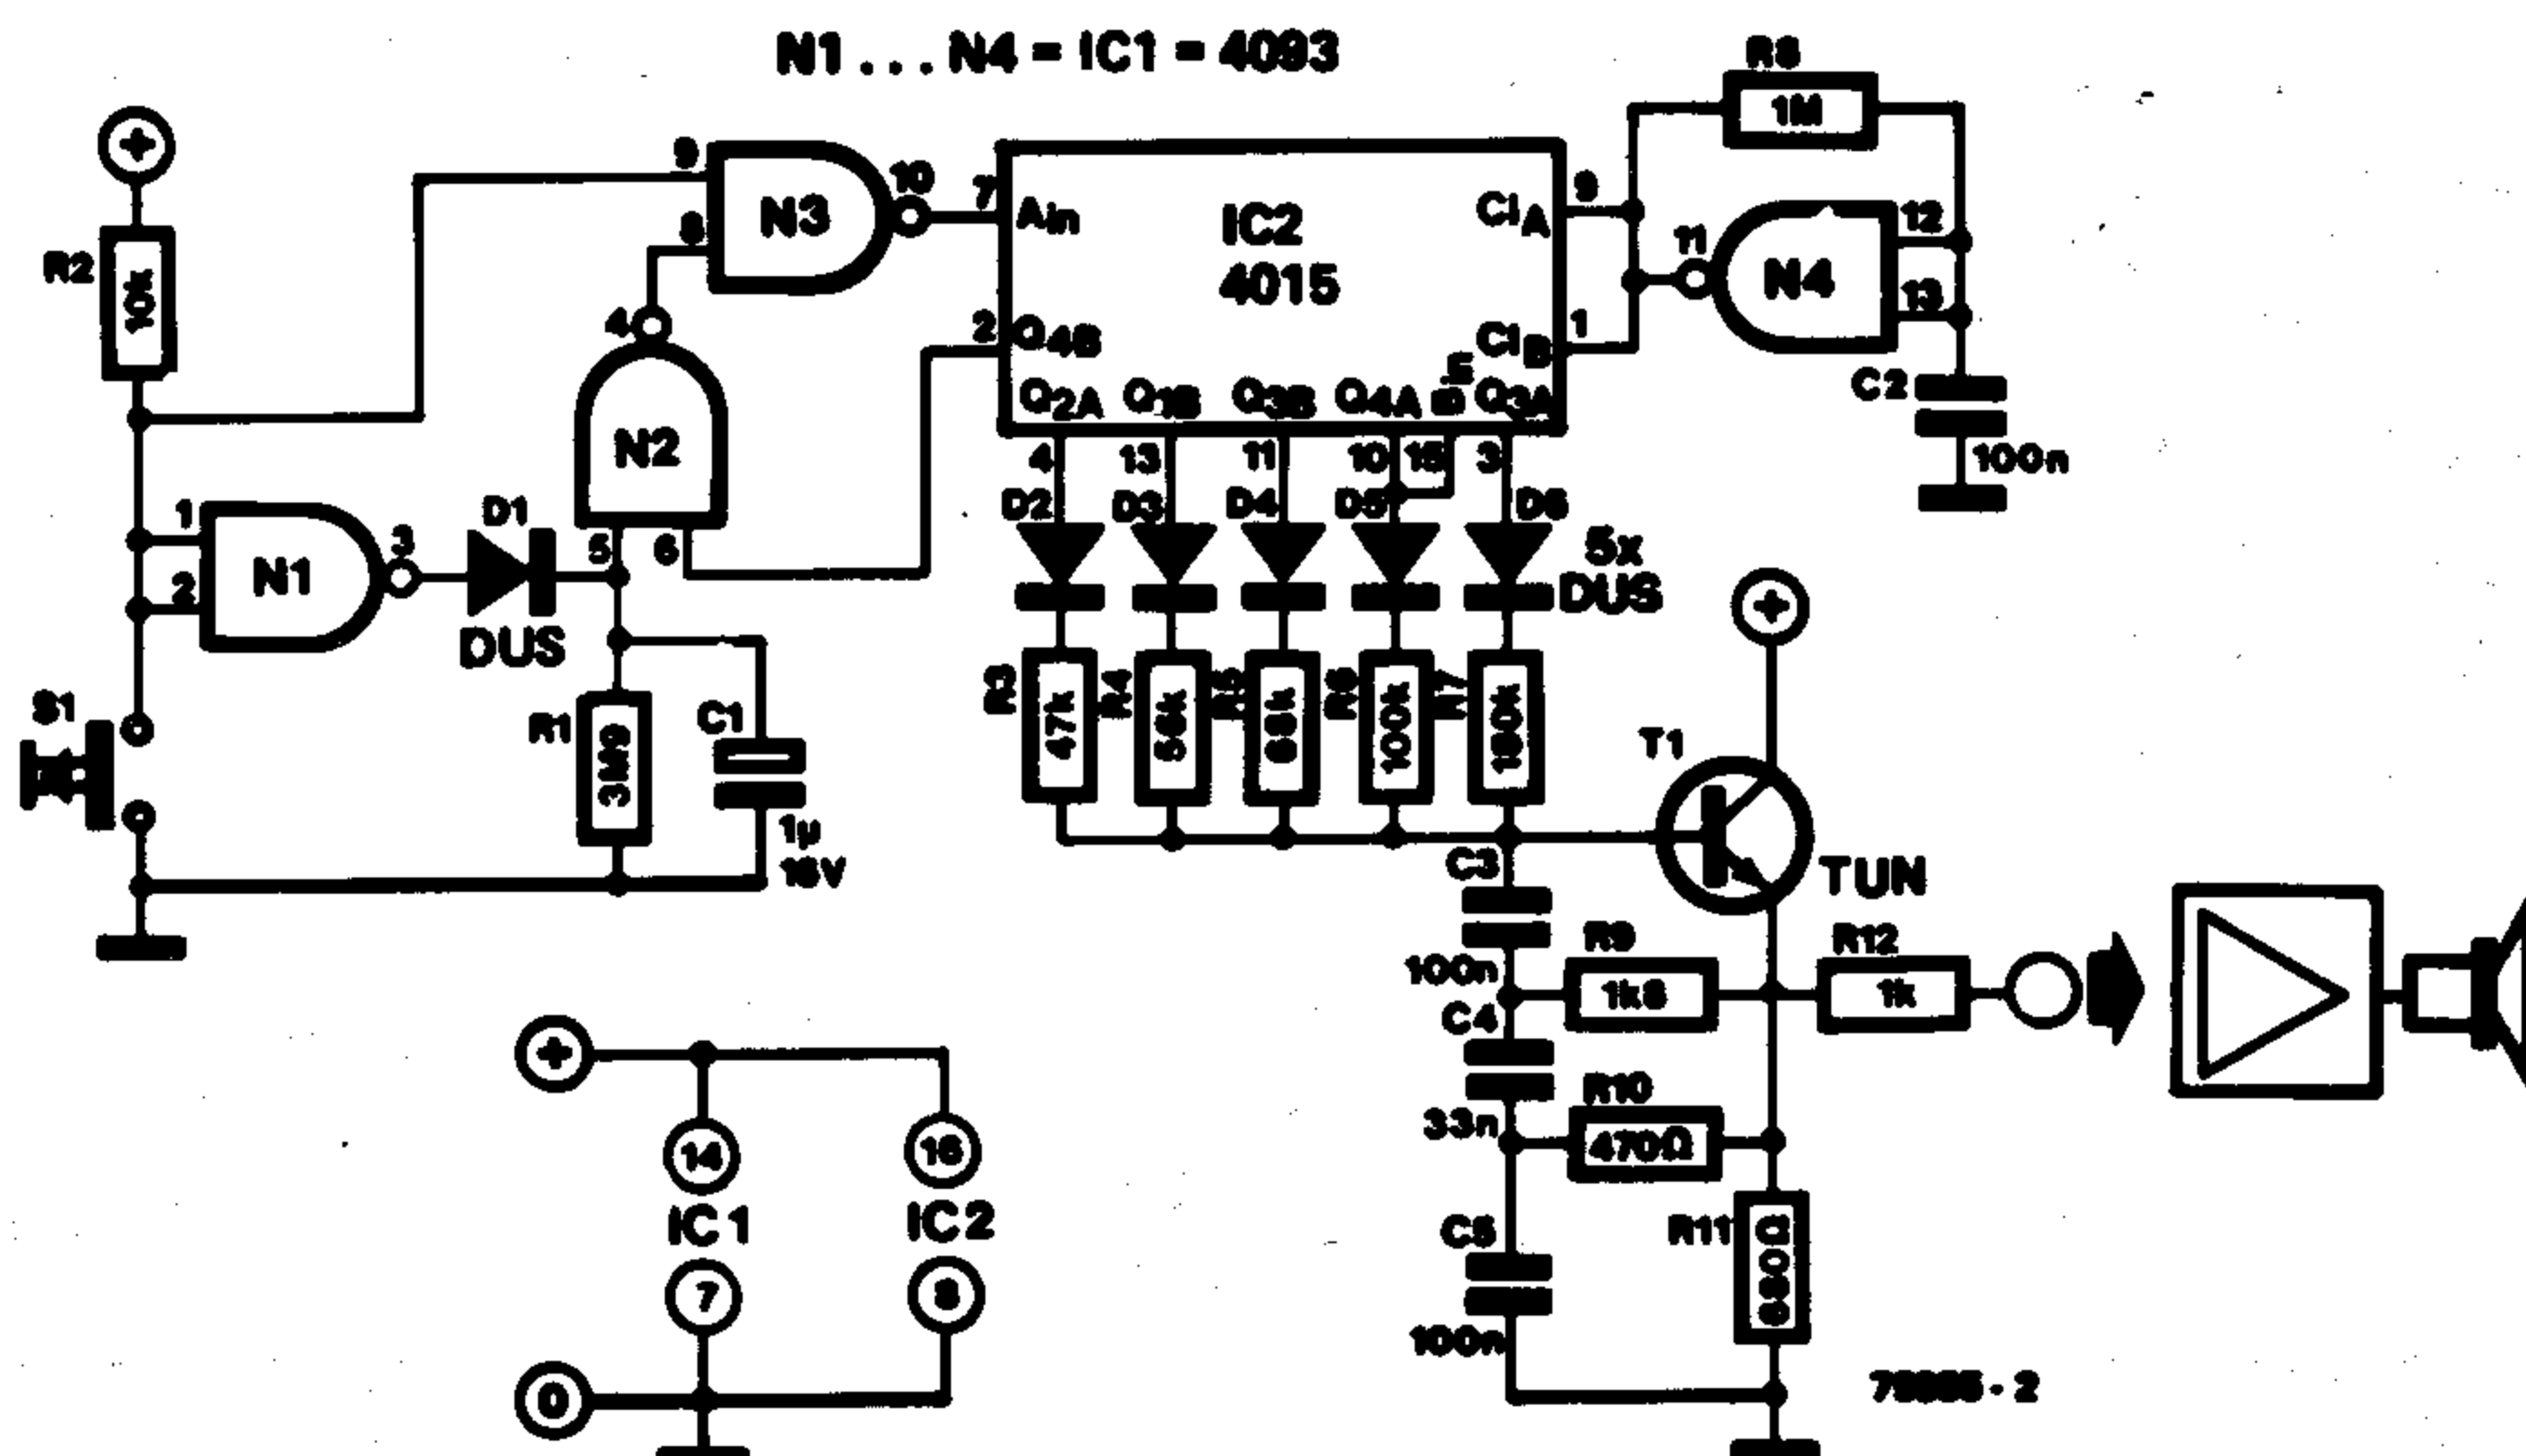 N1...N4 = IC1 = 4093
R8
1M
+
R2
10k
9
8
N3
10
7
Ain
IC2
4015
ClA
9
11
N4
12
13
4
2
Q4B
ClB
1
Q2A
Q1B
Q3B
Q4A
Bin
Q3A
C2
100n
N2
4
13
11
10
15
3
1
2
N1
3
D1
DUS
5
6
D2
D3
D4
D5
D6
5x
DUS
+
S1
R1
3M9
C1
1µ
16V
R3
47k
R4
56k
R5
68k
R6
100k
R7
T1
TUN
C3
100n
R9
1k8
R12
1k
C4
33n
R10
470Ω
C5
100n
R11
680Ω
+
14
16
IC1
IC2
7
8
0